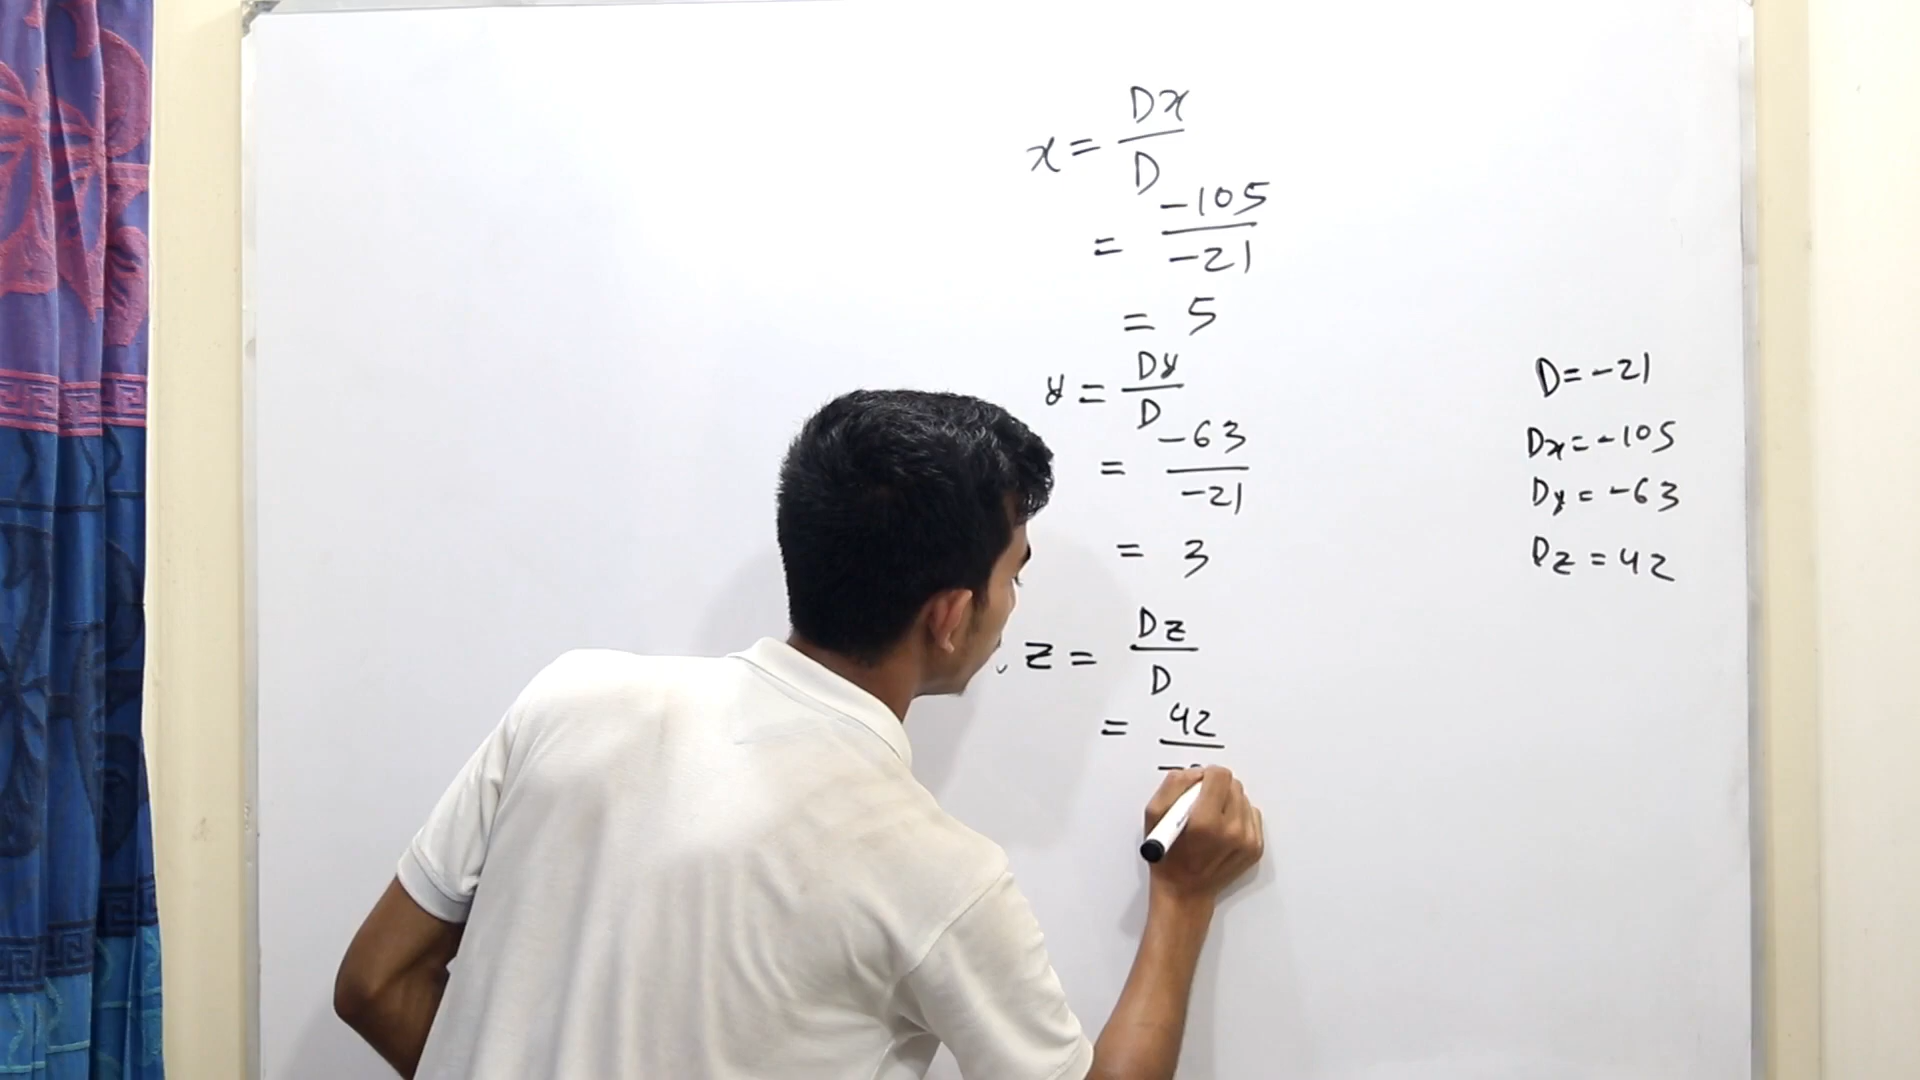 x = Dx/D
= -105/-21
= 5
y = Dy/D
= -63/-21
= 3
z = Dz/D
= 42/-
D = -21
Dx = -105
Dy = -63
Dz = 42